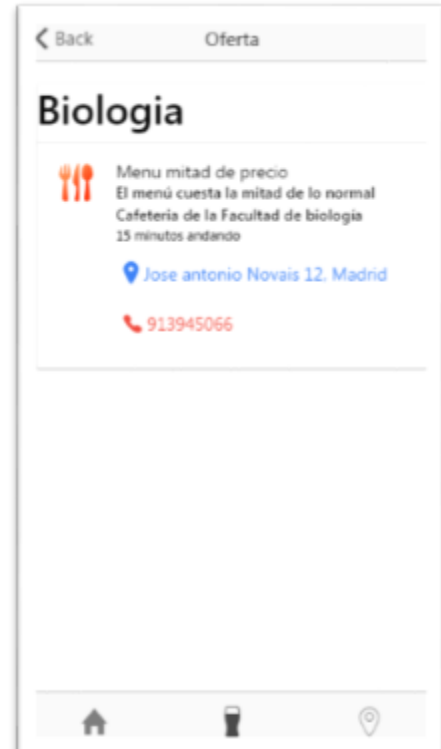 Back
Oferta
Biologia
Menu mitad de precio
El menú cuesta la mitad de lo normal
Cafeteria de la Facultad de biología
15 minutos andando
Jose antonio Novais 12, Madrid
913945066